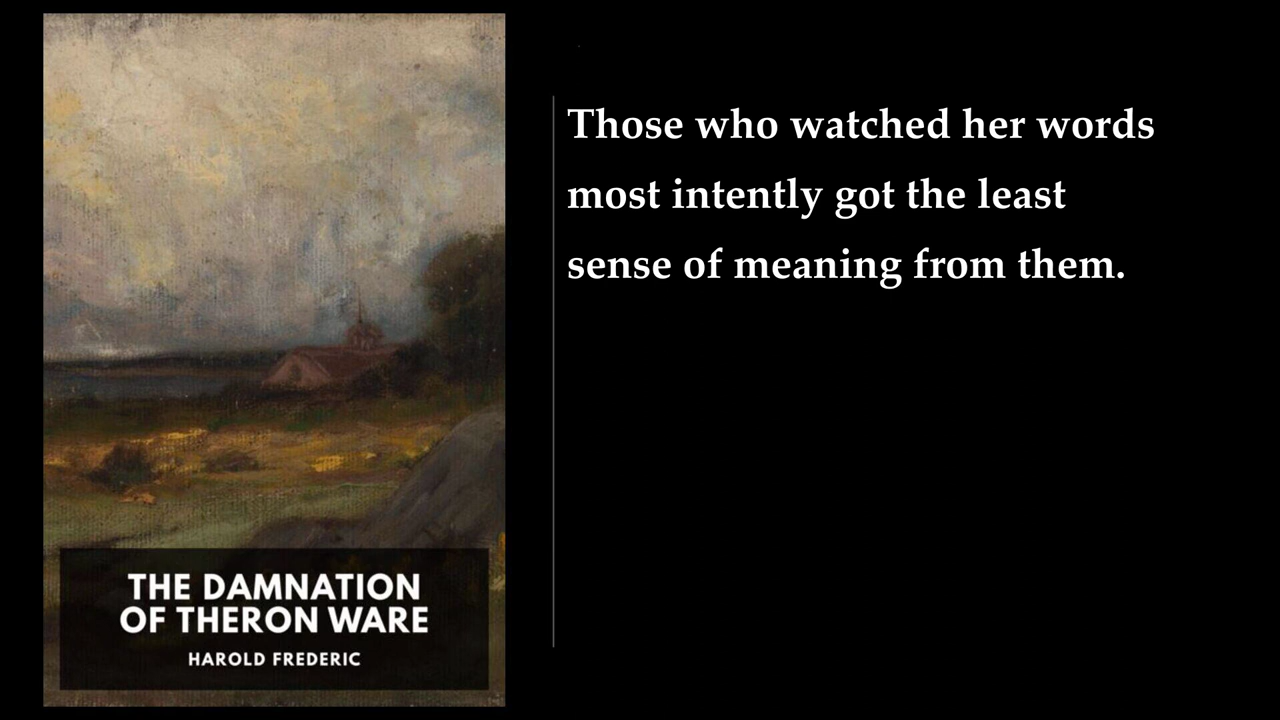 THE DAMNATION
OF THERON WARE
HAROLD FREDERIC
Those who watched her words
most intently got the least
sense of meaning from them.